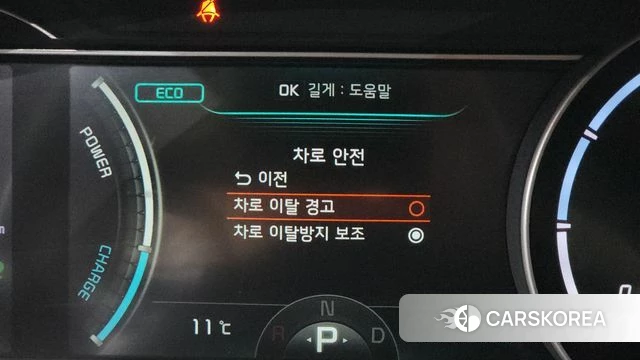 ECO
OK 길게 : 도움말
차로 안전
이전
차로 이탈 경고
차로 이탈방지 보조
POWER
CHARGE
11℃
R N D
P
CARSKOREA